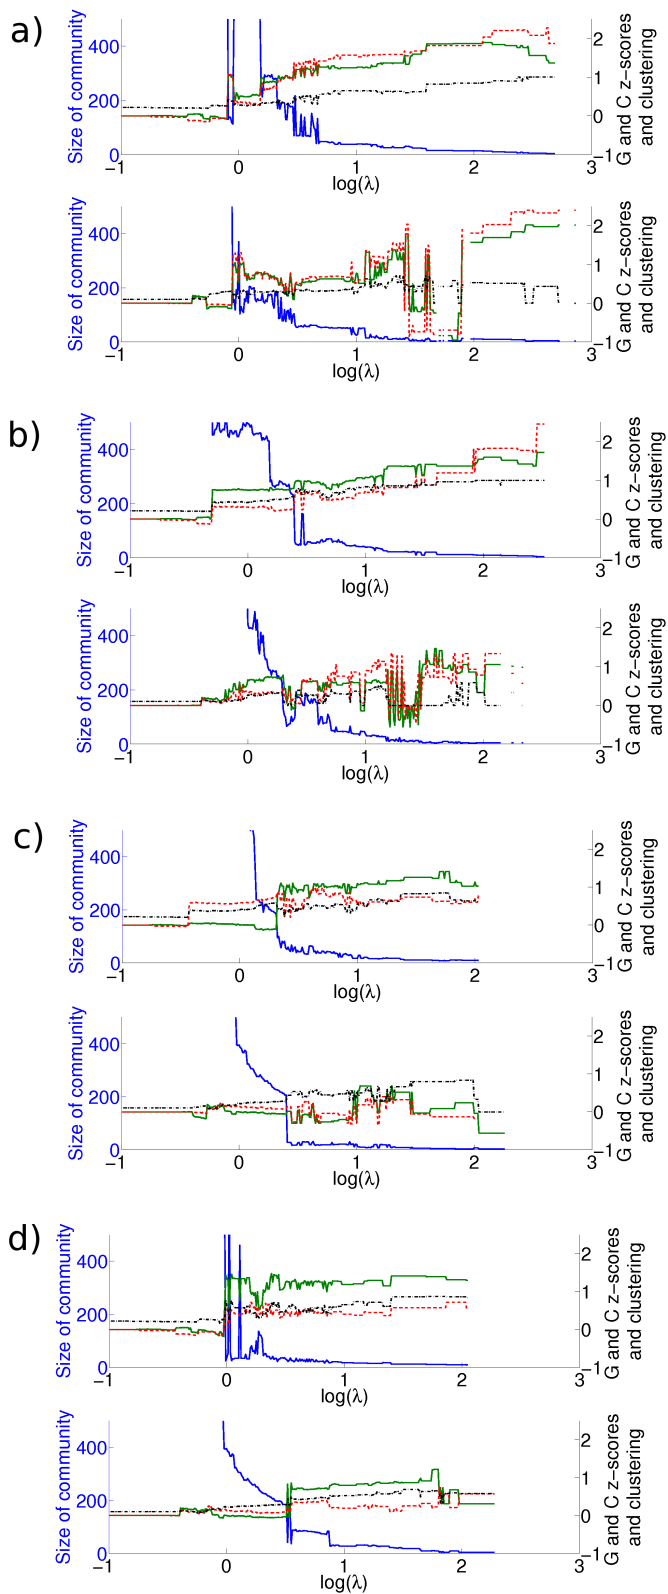 a)
Size of community
400
200
0
2
1
0
−1
G and C z−scores
and clustering
−1 0 1 2 3
log(λ)
Size of community
400
200
0
2
1
0
−1
G and C z−scores
and clustering
−1 0 1 2 3
log(λ)
b)
Size of community
400
200
0
2
1
0
−1
G and C z−scores
and clustering
−1 0 1 2 3
log(λ)
Size of community
400
200
0
2
1
0
−1
G and C z−scores
and clustering
−1 0 1 2 3
log(λ)
c)
Size of community
400
200
0
2
1
0
−1
G and C z−scores
and clustering
−1 0 1 2 3
log(λ)
Size of community
400
200
0
2
1
0
−1
G and C z−scores
and clustering
−1 0 1 2 3
log(λ)
d)
Size of community
400
200
0
2
1
0
−1
G and C z−scores
and clustering
−1 0 1 2 3
log(λ)
Size of community
400
200
0
2
1
0
−1
G and C z−scores
and clustering
−1 0 1 2 3
log(λ)